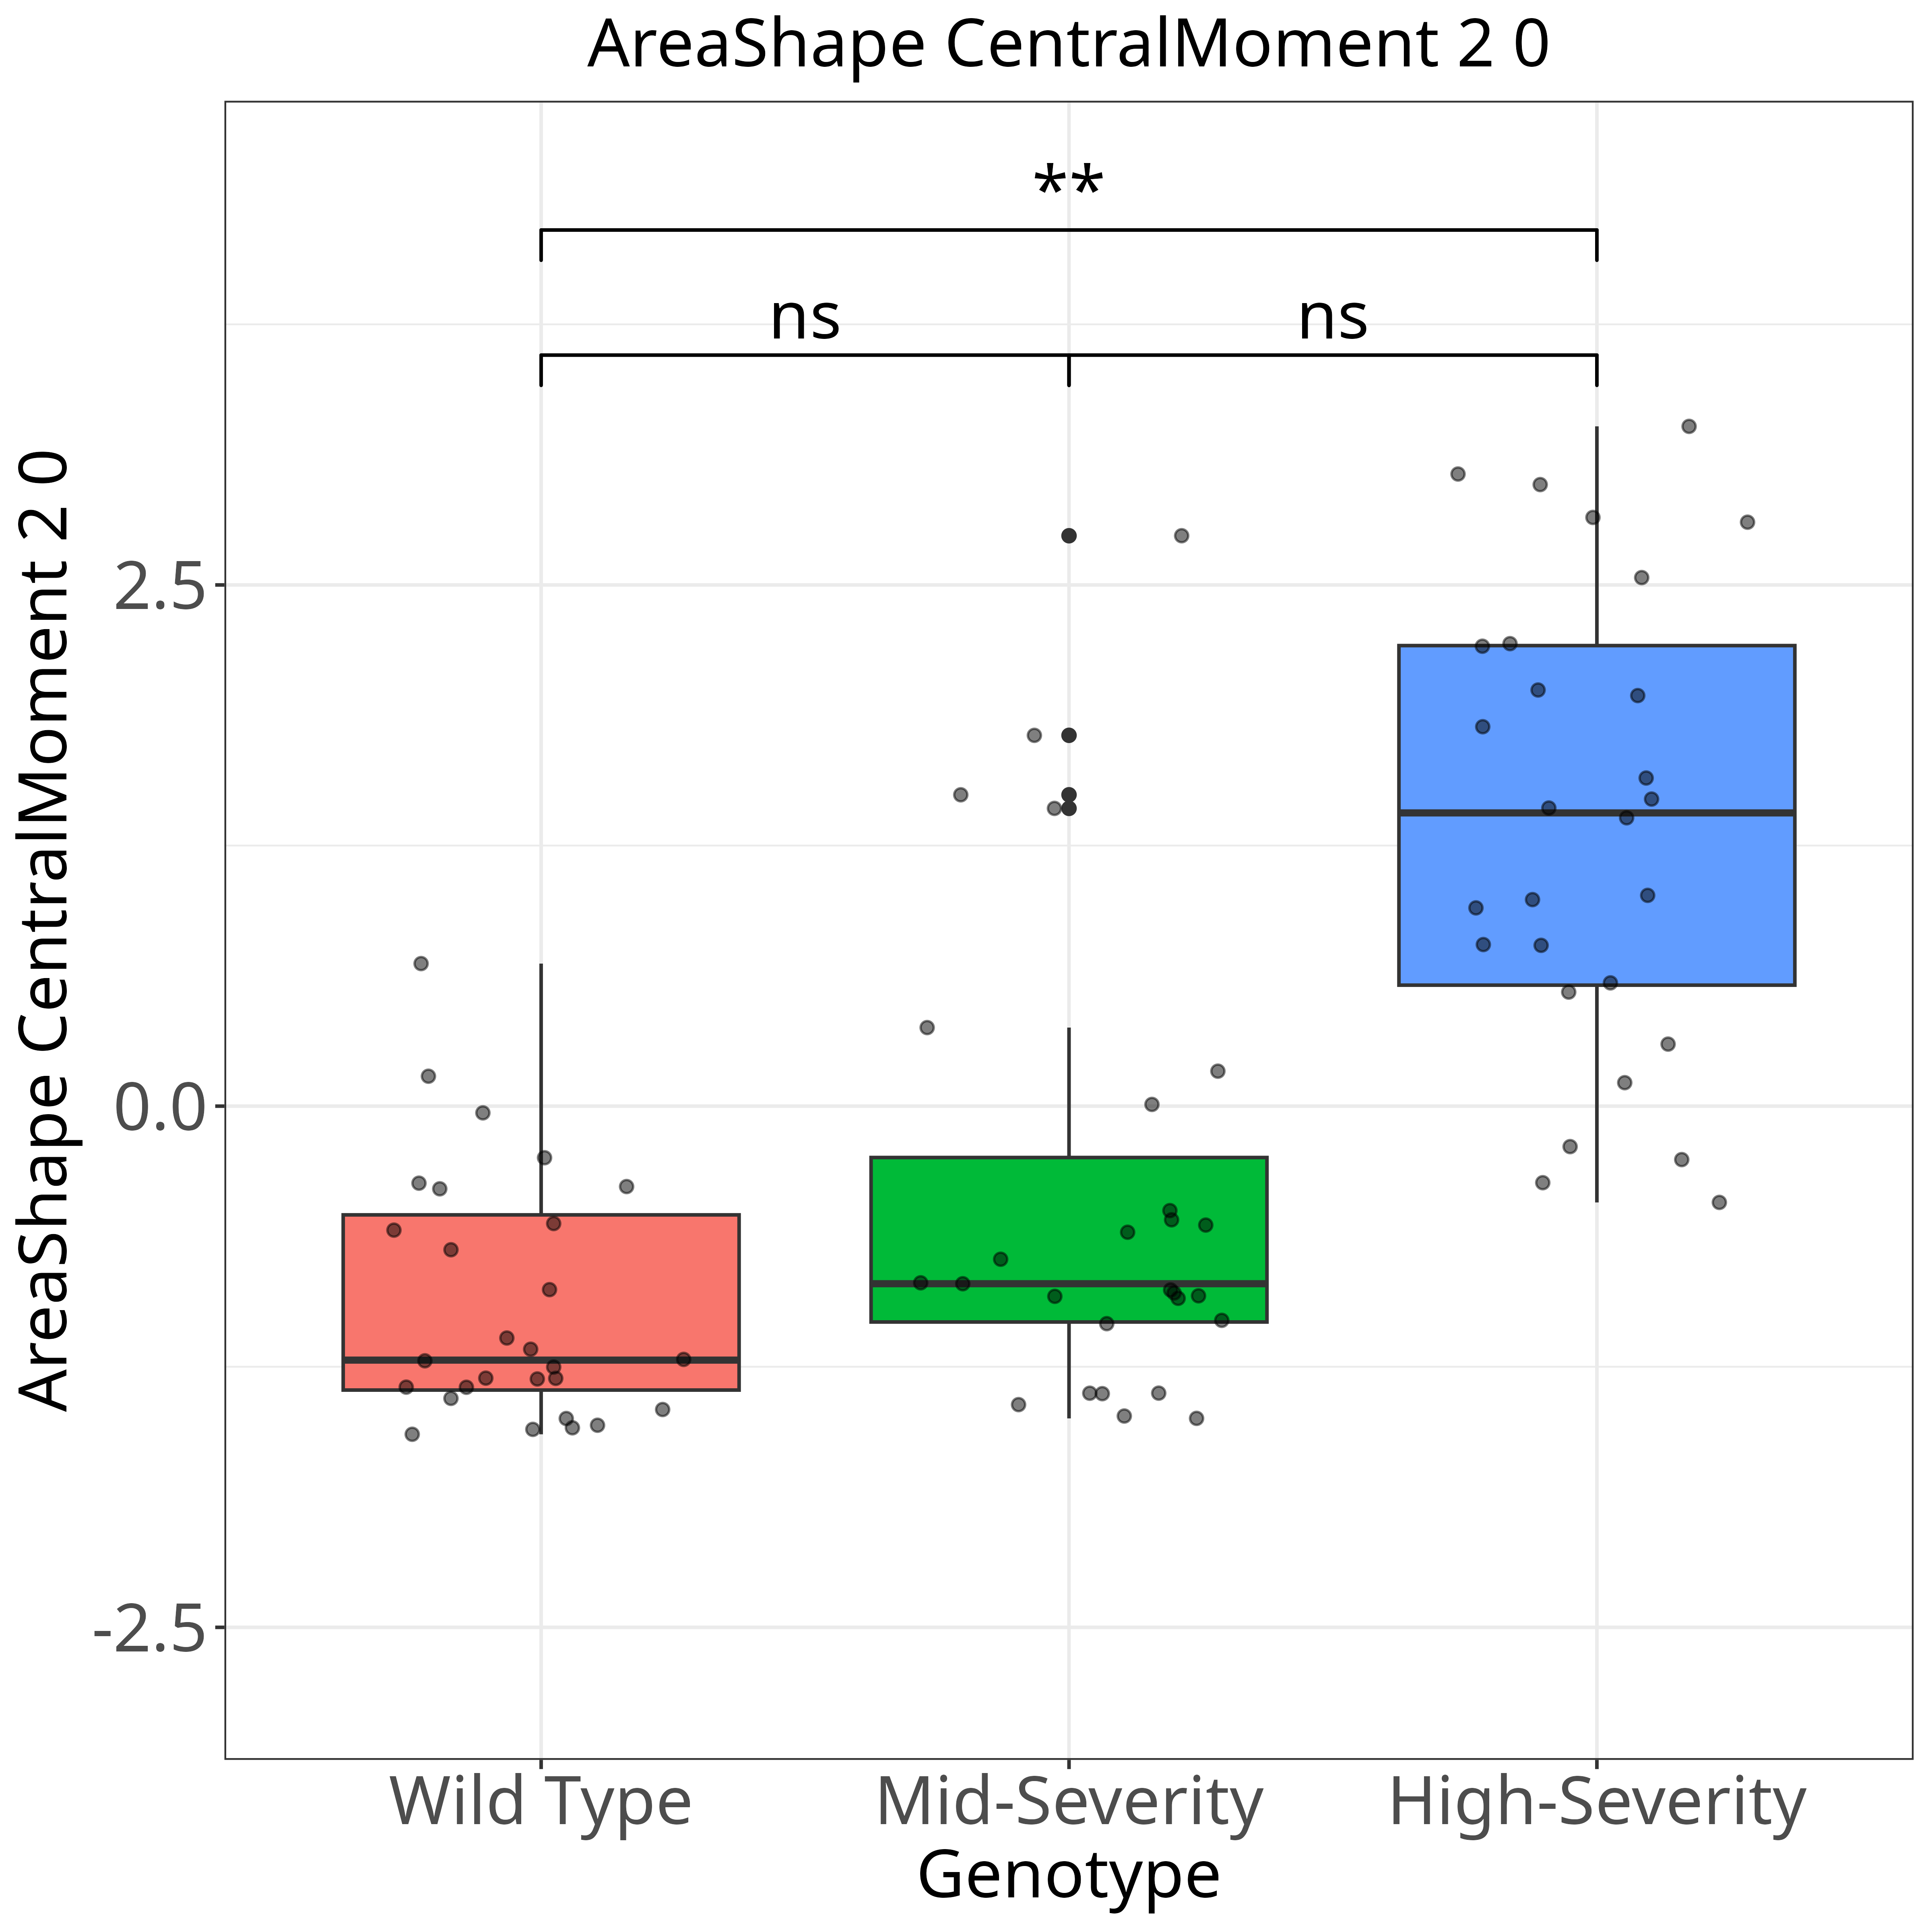 AreaShape CentralMoment 2 0
**
ns ns
AreaShape CentralMoment 2 0
2.5
0.0
-2.5
Wild Type Mid-Severity High-Severity
Genotype